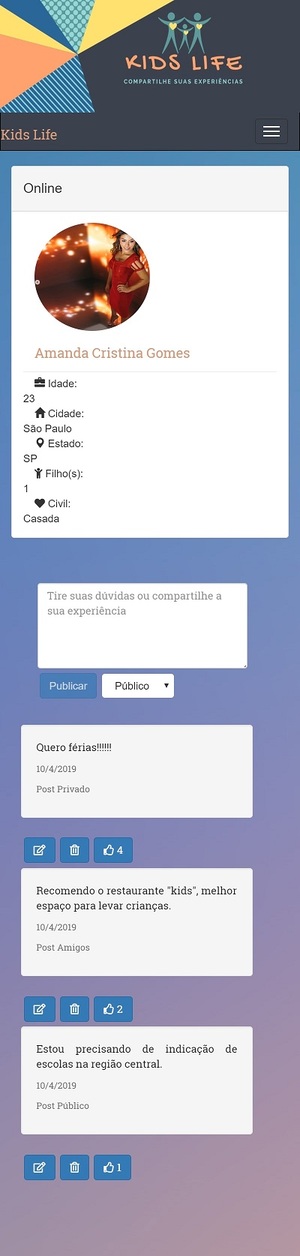 KIDS LIFE
COMPARTILHE SUAS EXPERIÊNCIAS
Kids Life
Online
Amanda Cristina Gomes
Idade:
23
Cidade:
São Paulo
Estado:
SP
Filho(s):
1
Civil:
Casada
Tire suas dúvidas ou compartilhe a
sua experiência
Publicar
Público
Quero férias!!!!!!
10/4/2019
Post Privado
4
Recomendo o restaurante "kids", melhor
espaço para levar crianças.
10/4/2019
Post Amigos
2
Estou precisando de indicação de
escolas na região central.
10/4/2019
Post Público
1